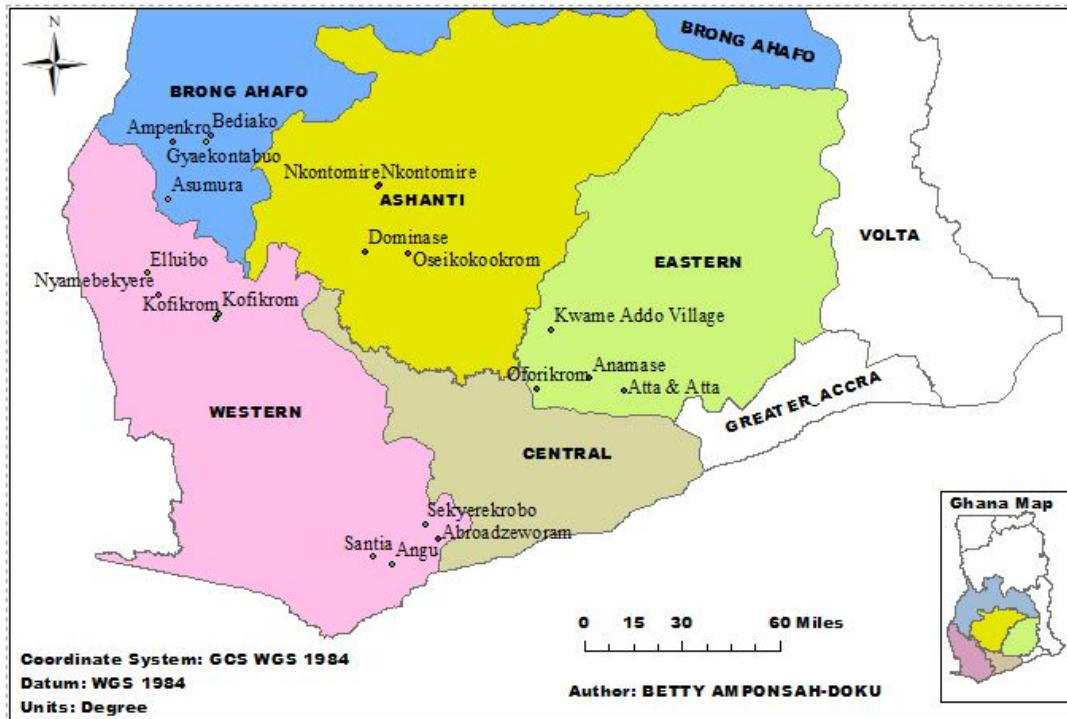 N
BRONG AHAFO
BRONG AHAFO
Ampenkro
Bediako
Gyaekontabuo
Asumura
Nkontomire
Nkontomire
ASHANTI
Dominase
Oseikokookrom
VOLTA
EASTERN
Elluibo
Nyamebekyere
Kofikrom
Kofikrom
Kwame Addo Village
Anamase
Oforikrom
Atta & Atta
GREATER_ACCRA
WESTERN
CENTRAL
Sekyerekrobo
Abroadzeworam
Santia
Angu
Ghana Map
0 15 30 60 Miles
Coordinate System: GCS WGS 1984
Datum: WGS 1984
Units: Degree
Author: BETTY AMPONSAH-DOKU